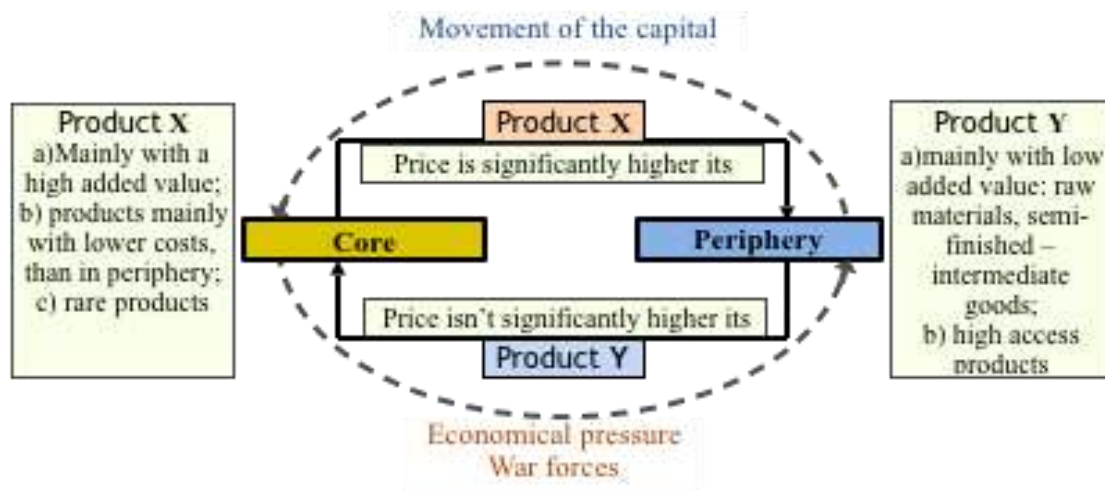 Movement of the capital
Product X
a)Mainly with a
high added value;
b) products mainly
with lower costs,
than in periphery;
c) rare products
Product X
Price is significantly higher its
Core
Periphery
Price isn't significantly higher its
Product Y
Product Y
a)mainly with low
added value: raw
materials, semi-
finished –
intermediate
goods;
b) high access
products
Economical pressure
War forces